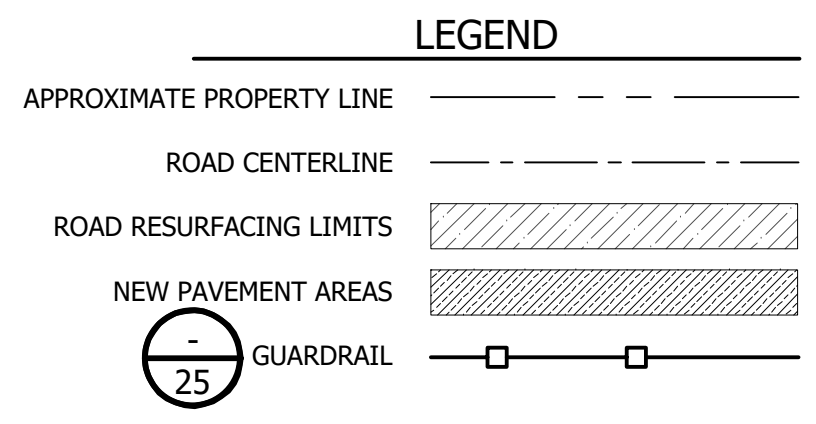 LEGEND
APPROXIMATE PROPERTY LINE
ROAD CENTERLINE
ROAD RESURFACING LIMITS
NEW PAVEMENT AREAS
-
GUARDRAIL
25